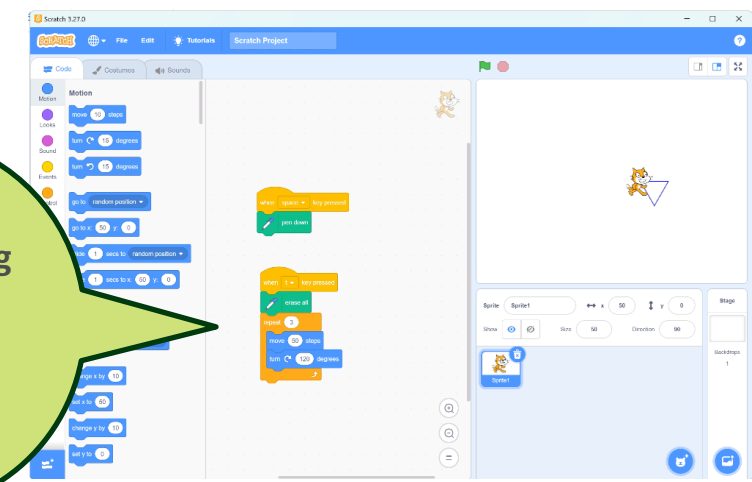 Scratch 3.27.0
SCRATCH File Edit Tutorials Scratch Project
Code Costumes Sounds
Motion
Looks
Sound
Events
Motion
move 10 steps
turn 15 degrees
turn 15 degrees
go to random position
go to x: 50 y: 0
1 secs to random position
1 secs to x: 50 y: 0
change x by 10
set x to 50
change y by 10
set y to 0
when space key pressed
pen down
when t key pressed
erase all
repeat 3
move 50 steps
turn 120 degrees
Sprite Sprite1 x 50 y 0
Show Size 50 Direction 90
Sprite1
Stage
Backdrops
1